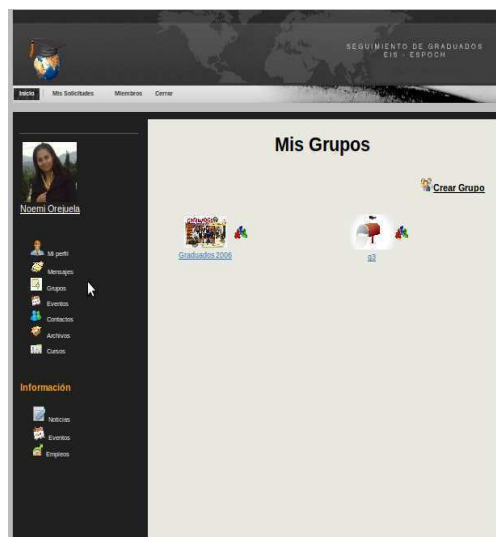 SEGUIMIENTO DE GRADUADOS
EIS - ESPOCH
Inicio Mis Solicitudes Miembros Cerrar
Mis Grupos
Crear Grupo
Noemi Orejuela
Graduados 2006
g3
Mi perfil
Mensajes
Grupos
Eventos
Contactos
Archivos
Cursos
Información
Noticias
Eventos
Empleos